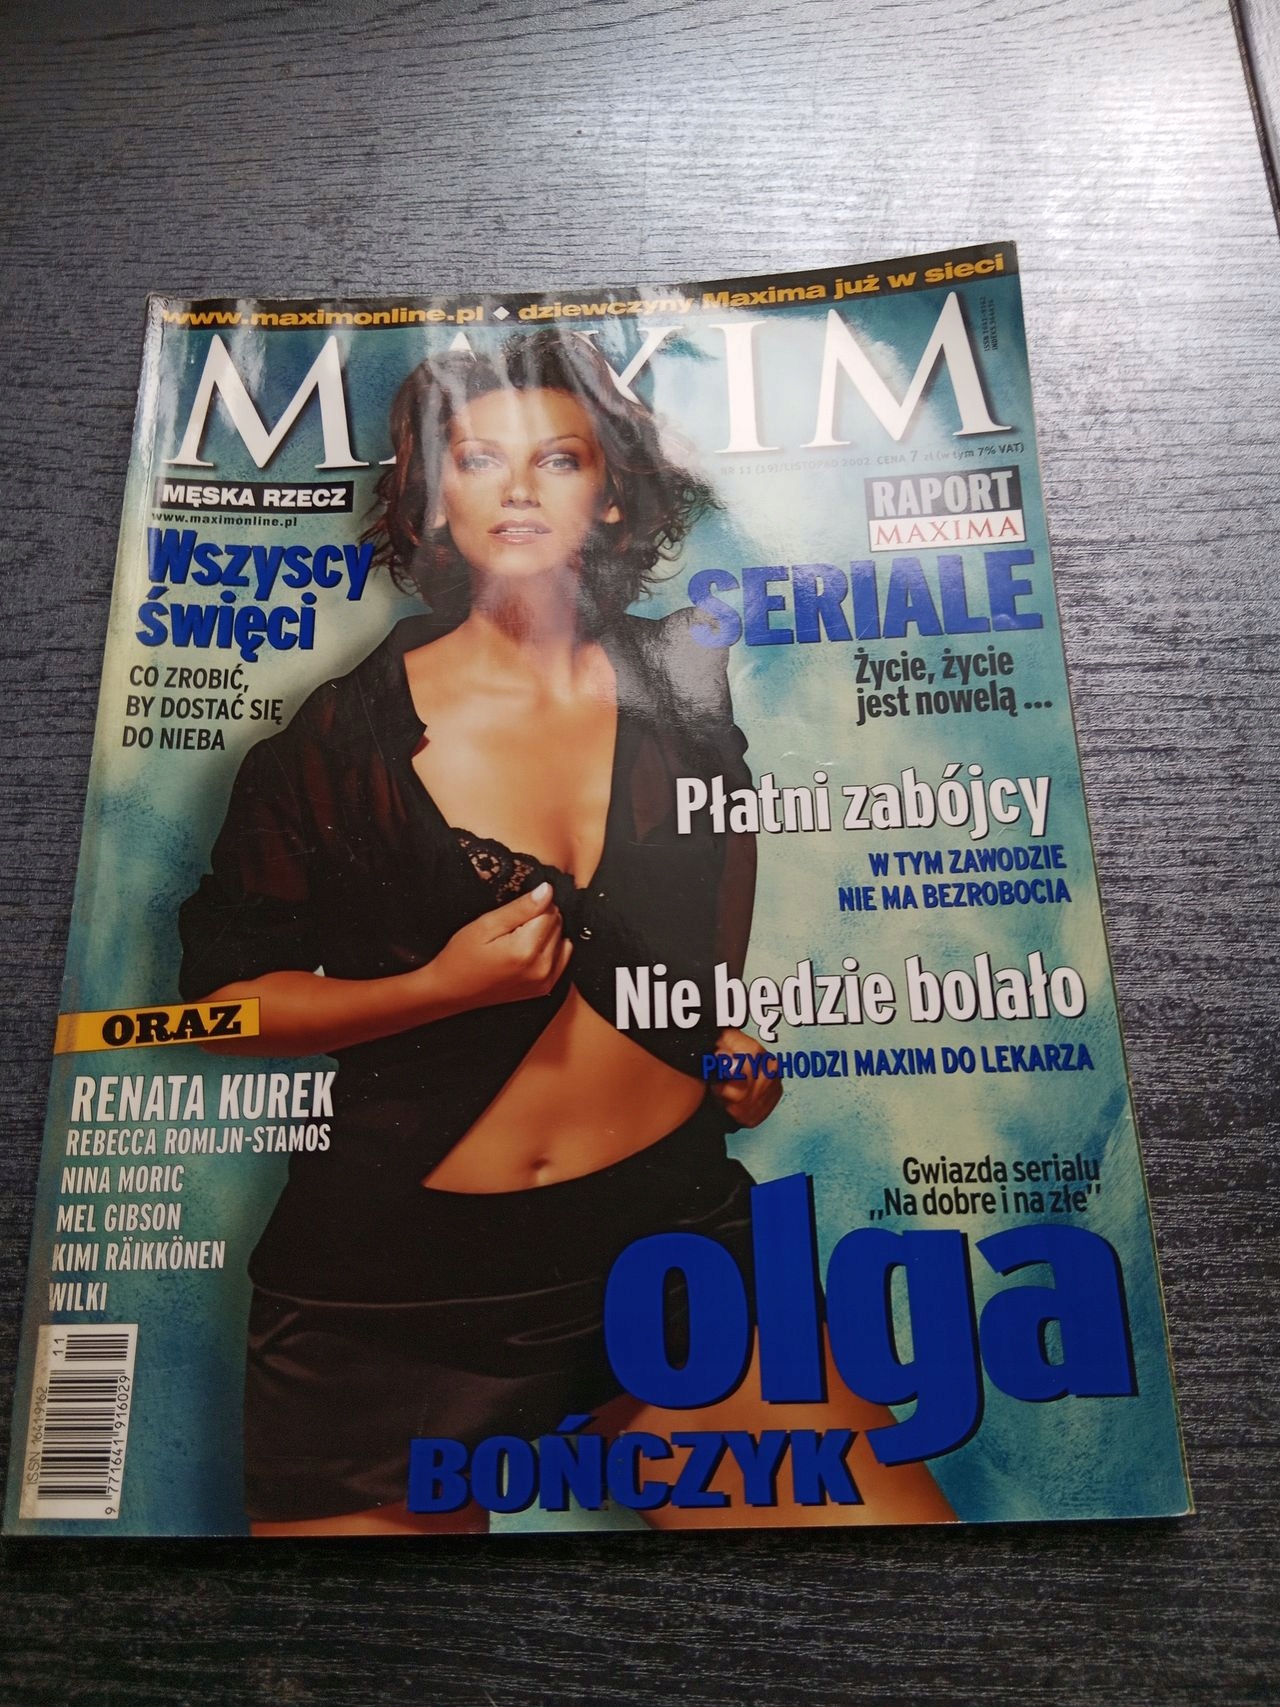 www.maximonline.pl ◆ dziewczyny Maxima już w sieci
MAXIM
ISSN 1641-9162
NR 11 (19)/LISTOPAD 2002 CENA 7 zł (w tym 7% VAT)
MĘSKA RZECZ
www.maximonline.pl
Wszyscy
święci
CO ZROBIĆ,
BY DOSTAĆ SIĘ
DO NIEBA
RAPORT
MAXIMA
SERIALE
Życie, życie
jest nowelą ...
Płatni zabójcy
W TYM ZAWODZIE
NIE MA BEZROBOCIA
Nie będzie bolało
PRZYCHODZI MAXIM DO LEKARZA
ORAZ
RENATA KUREK
REBECCA ROMIJN-STAMOS
NINA MORIC
MEL GIBSON
KIMI RÄIKKÖNEN
WILKI
Gwiazda serialu
„Na dobre i na złe”
olga
BOŃCZYK
ISSN 1641-9162
11
9 771641 916029